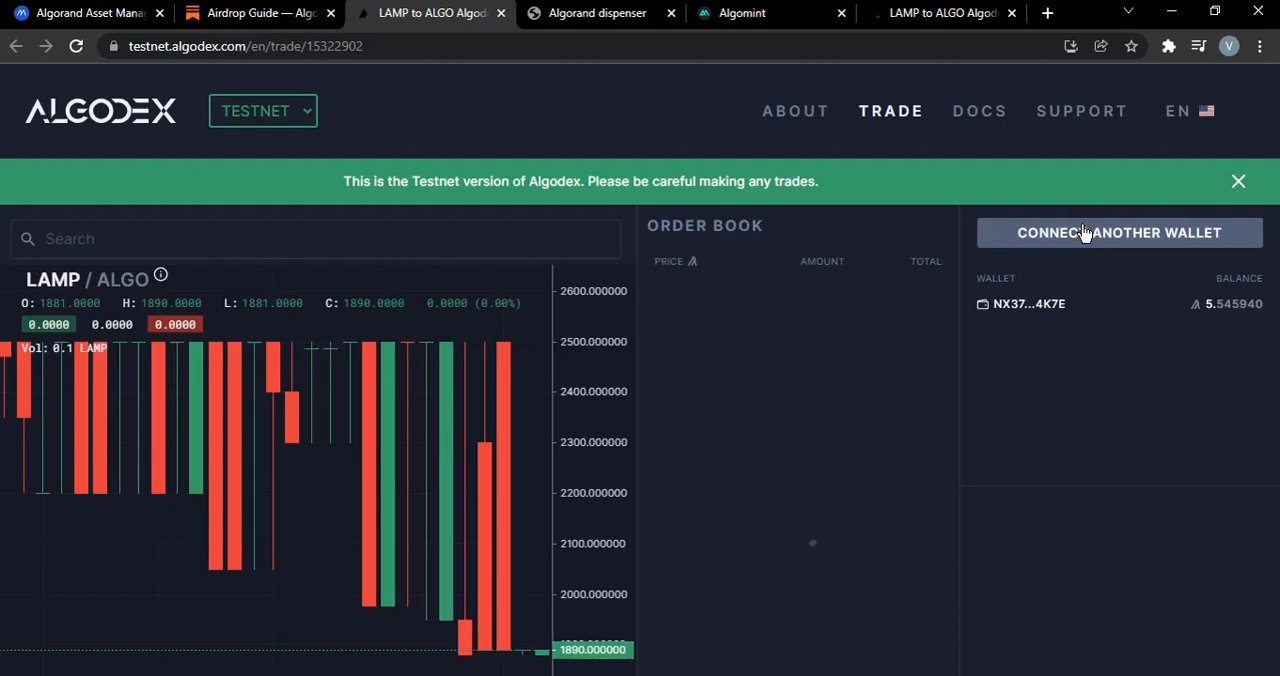 Algorand Asset Mana
Airdrop Guide — Algo
LAMP to ALGO Algod
Algorand dispenser
Algomint
LAMP to ALGO Algod
testnet.algodex.com/en/trade/15322902
V
ALGODEX
TESTNET
ABOUT
TRADE
DOCS
SUPPORT
EN
This is the Testnet version of Algodex. Please be careful making any trades.
Search
LAMP / ALGO
O: 1881.0000 H: 1890.0000 L: 1881.0000 C: 1890.0000 0.0000 (0.00%)
0.0000 0.0000 0.0000
Vol: 0.1 LAMP
2600.000000
2500.000000
2400.000000
2300.000000
2200.000000
2100.000000
2000.000000
1890.000000
ORDER BOOK
PRICE AMOUNT TOTAL
CONNECT ANOTHER WALLET
WALLET BALANCE
NX37...4K7E 5.545940